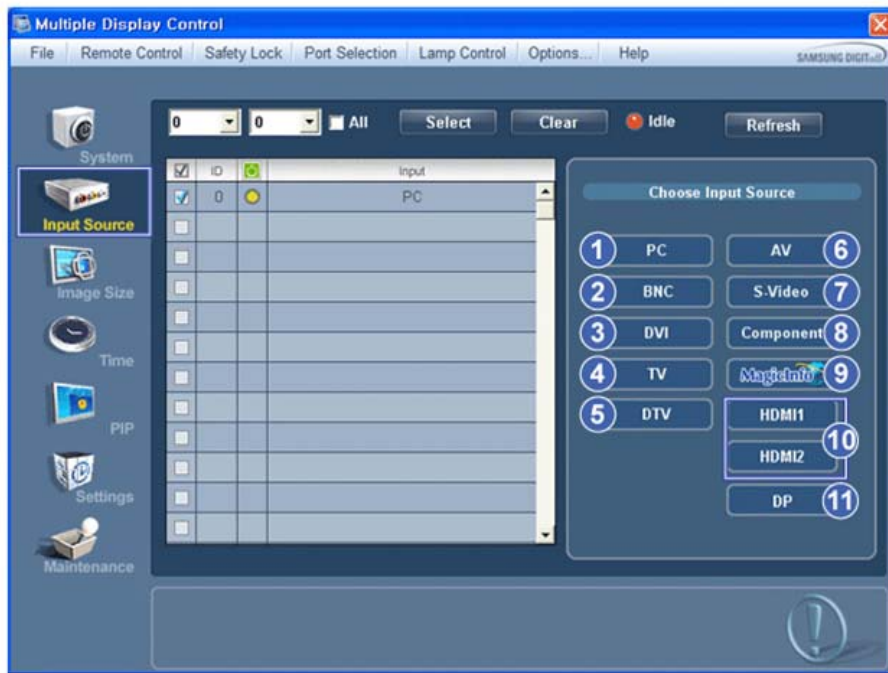 Multiple Display Control
File Remote Control Safety Lock Port Selection Lamp Control Options... Help SAMSUNG DIGITall
0 0 All Select Clear Idle Refresh
System
Input Source
Image Size
Time
PIP
Settings
Maintenance
ID Input
0 PC
Choose Input Source
1 PC AV 6
2 BNC S-Video 7
3 DVI Component 8
4 TV MagicInfo 9
5 DTV HDMI1
10
HDMI2
DP 11